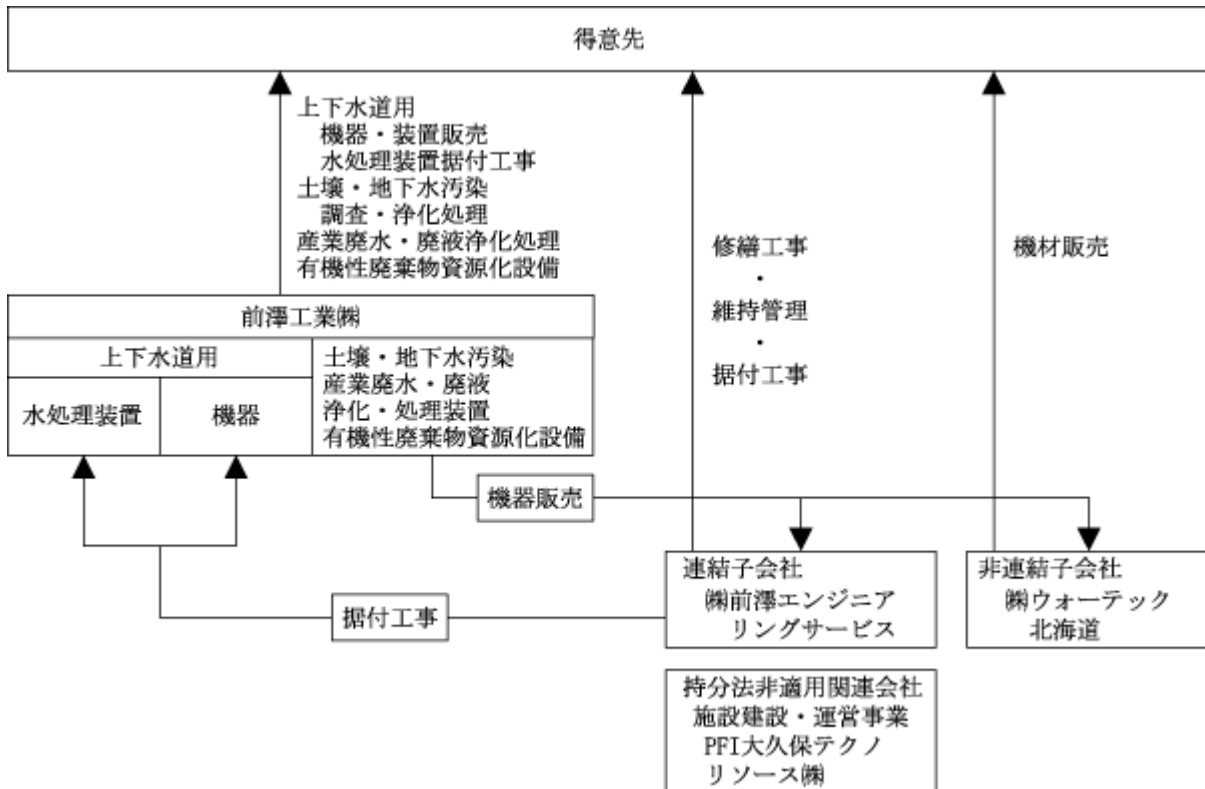 得意先
上下水道用
機器・装置販売
水処理装置据付工事
土壌・地下水汚染
調査・浄化処理
産業廃水・廃液浄化処理
有機性廃棄物資源化設備
修繕工事
・
維持管理
・
据付工事
機材販売
前澤工業㈱
上下水道用
水処理装置
機器
土壌・地下水汚染
産業廃水・廃液
浄化・処理装置
有機性廃棄物資源化設備
機器販売
据付工事
連結子会社
㈱前澤エンジニア
リングサービス
非連結子会社
㈱ウォーテック
北海道
持分法非適用関連会社
施設建設・運営事業
PFI大久保テクノ
リソース㈱